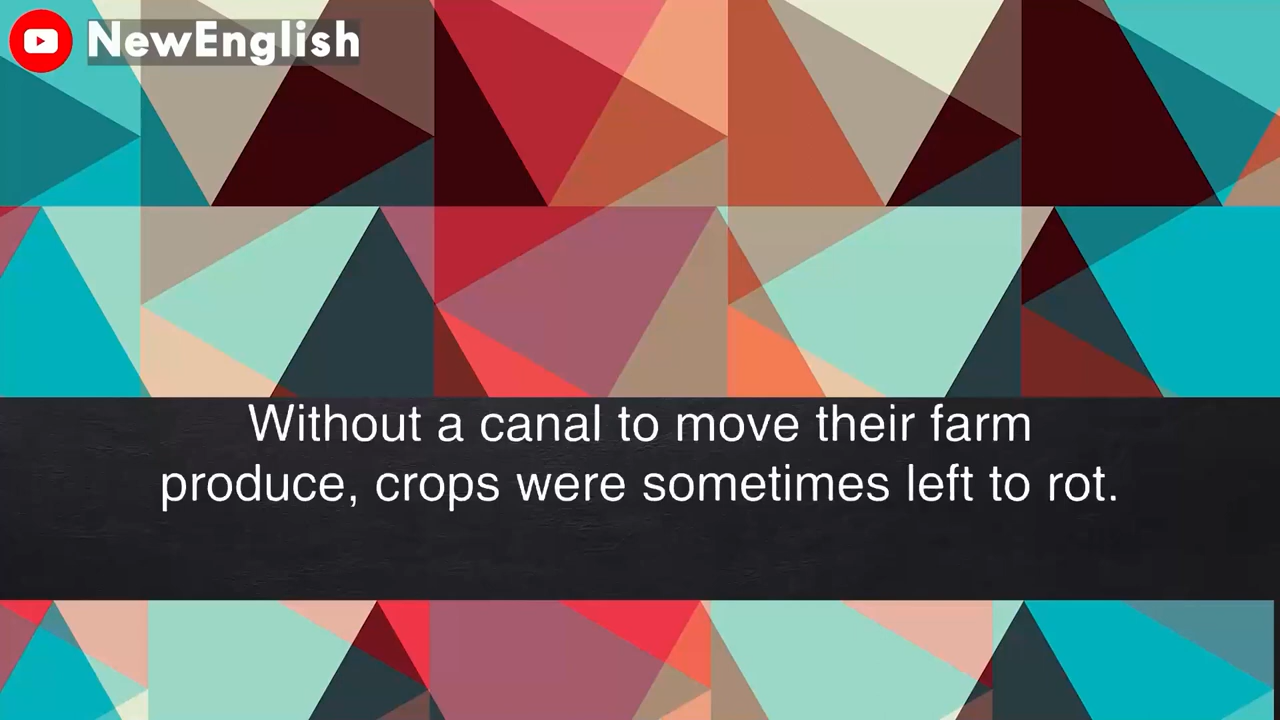 NewEnglish
Without a canal to move their farm
produce, crops were sometimes left to rot.